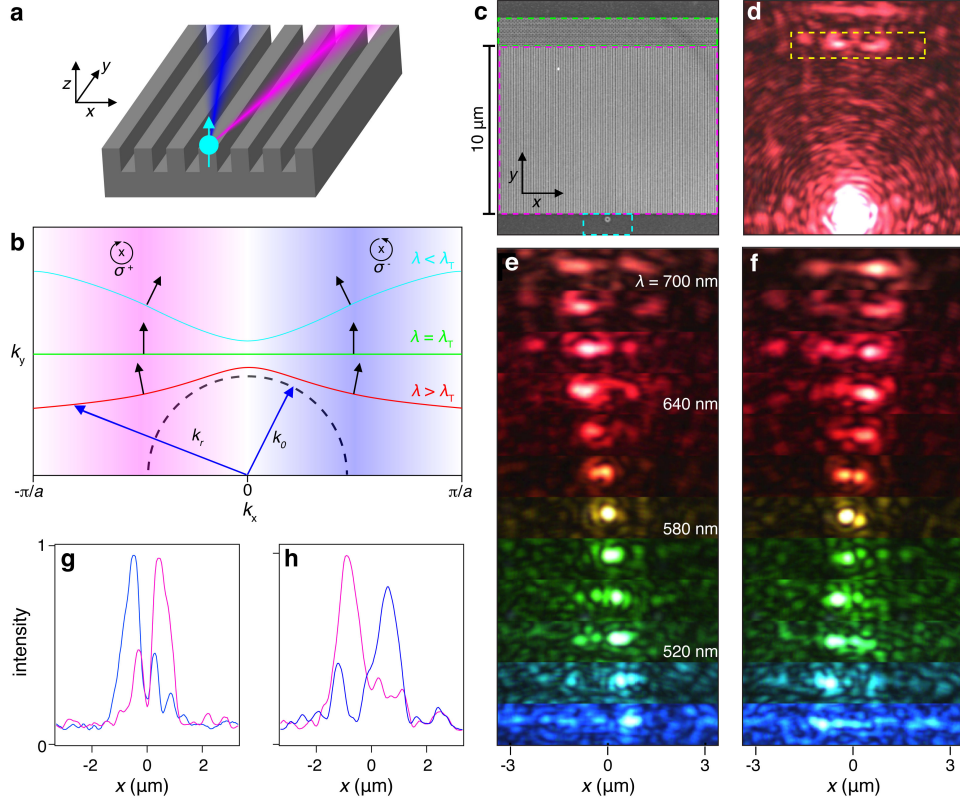 a
z
y
x
b
σ⁺
x
x
σ⁻
λ < λT
λ = λT
λ > λT
ky
kr
k0
-π/a
0
π/a
kx
c
10 μm
y
x
d
e
λ = 700 nm
640 nm
580 nm
520 nm
-3
0
3
x (μm)
f
-3
0
3
x (μm)
g
1
intensity
0
-2
0
2
x (μm)
h
-2
0
2
x (μm)